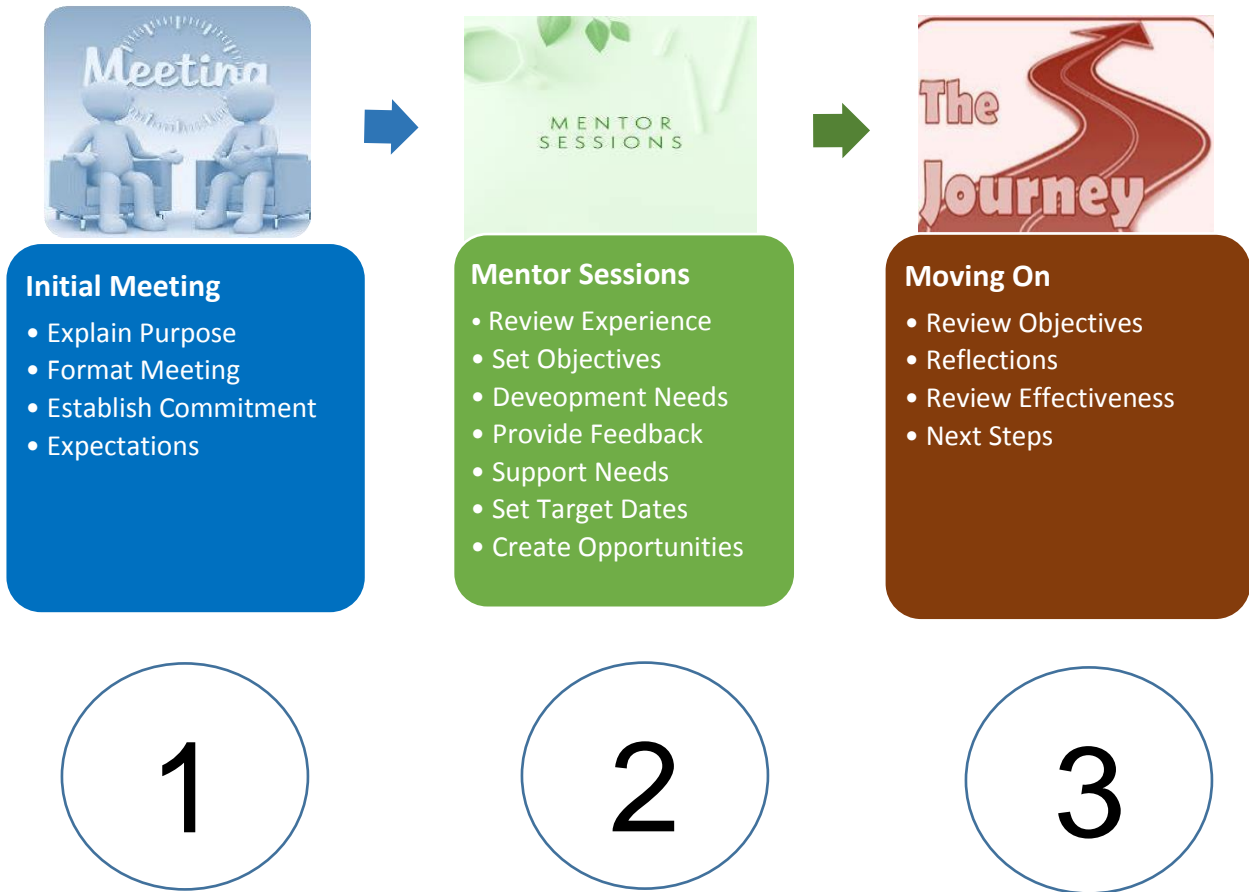 Meeting
MENTOR
SESSIONS
The
Journey
Initial Meeting
• Explain Purpose
• Format Meeting
• Establish Commitment
• Expectations
Mentor Sessions
• Review Experience
• Set Objectives
• Deveopment Needs
• Provide Feedback
• Support Needs
• Set Target Dates
• Create Opportunities
Moving On
• Review Objectives
• Reflections
• Review Effectiveness
• Next Steps
1
2
3